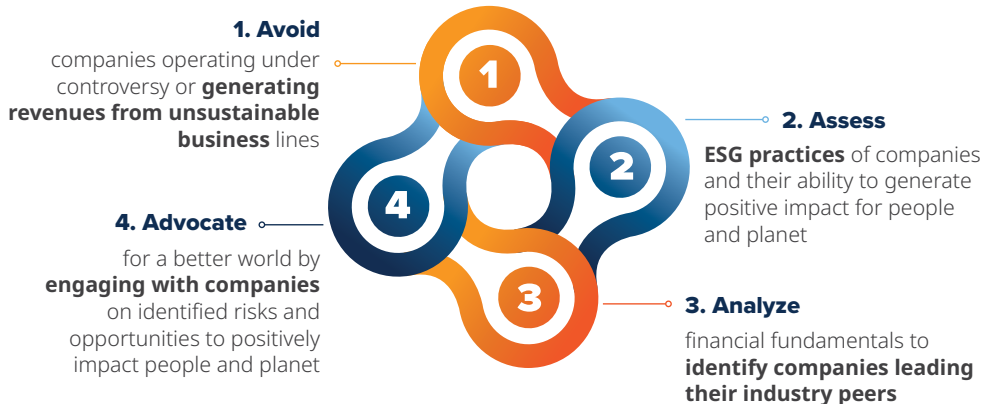 1. Avoid
companies operating under
controversy or generating
revenues from unsustainable
business lines
1
2. Assess
ESG practices of companies
and their ability to generate
positive impact for people
and planet
2
3. Analyze
financial fundamentals to
identify companies leading
their industry peers
3
4. Advocate
for a better world by
engaging with companies
on identified risks and
opportunities to positively
impact people and planet
4